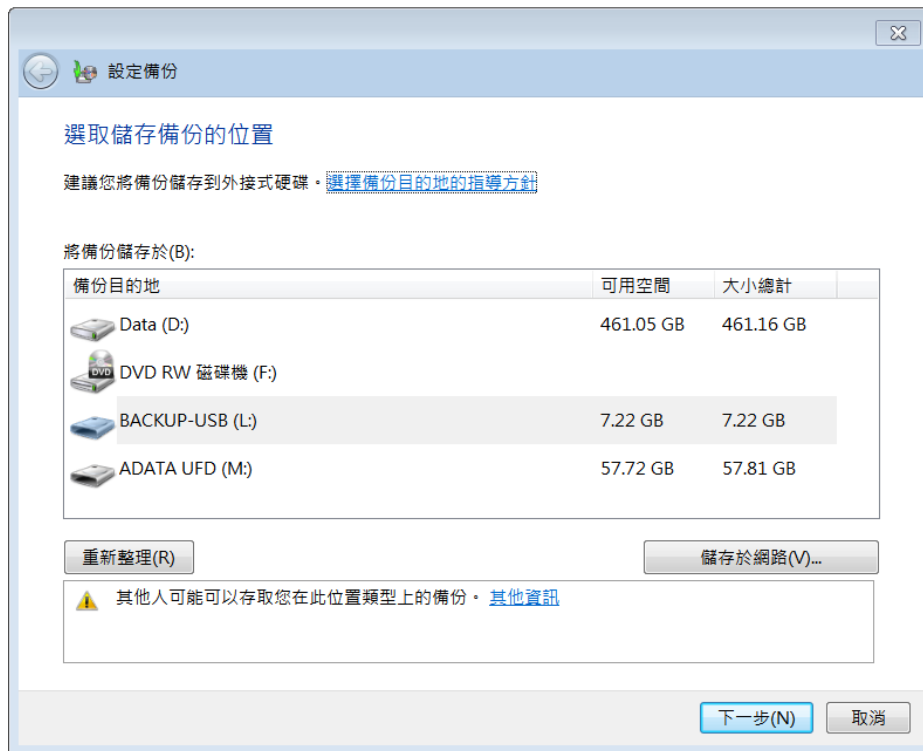 設定備份
選取儲存備份的位置
建議您將備份儲存到外接式硬碟。選擇備份目的地的指導方針
將備份儲存於(B):
備份目的地 可用空間 大小總計
Data (D:) 461.05 GB 461.16 GB
DVD RW 磁碟機 (F:)
BACKUP-USB (L:) 7.22 GB 7.22 GB
ADATA UFD (M:) 57.72 GB 57.81 GB
重新整理(R) 儲存於網路(V)...
其他人可能可以存取您在此位置類型上的備份。 其他資訊
下一步(N) 取消